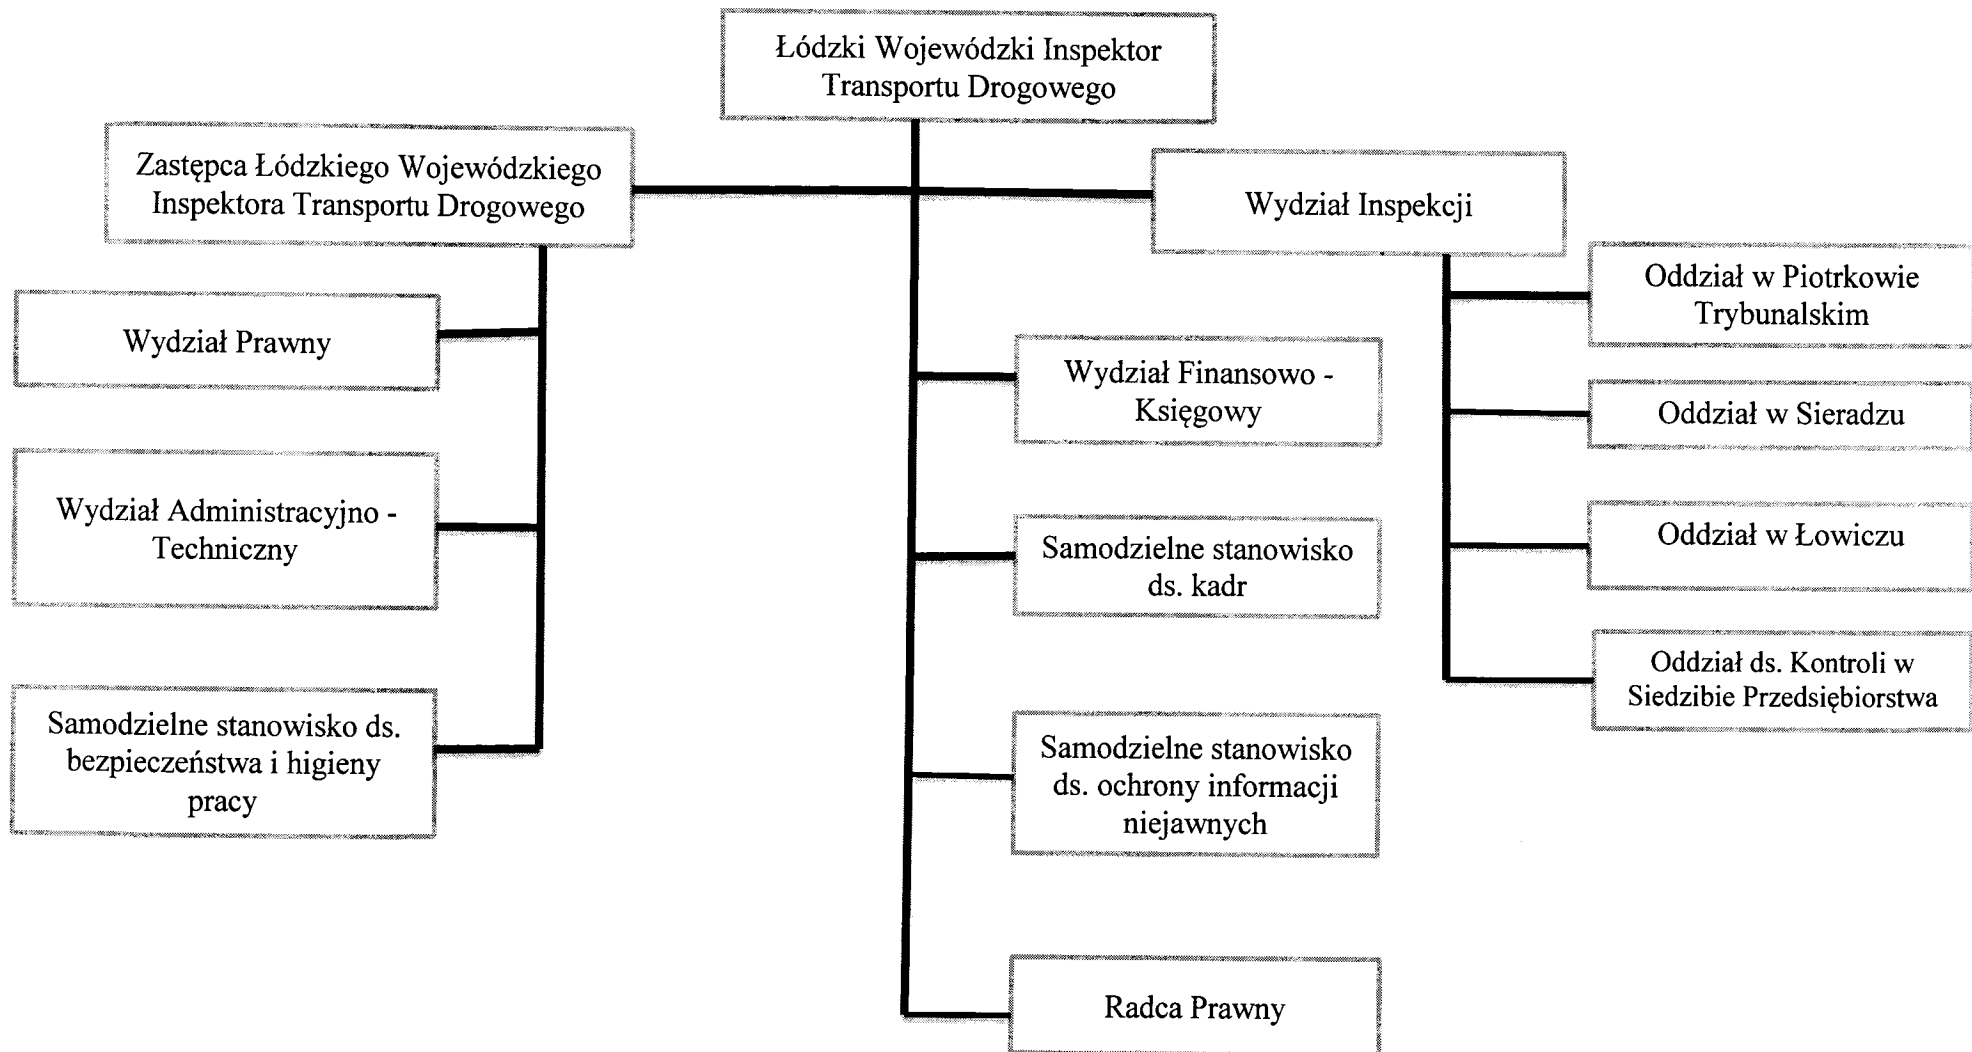 Łódzki Wojewódzki Inspektor
Transportu Drogowego
Zastępca Łódzkiego Wojewódzkiego
Inspektora Transportu Drogowego
Wydział Inspekcji
Wydział Prawny
Wydział Administracyjno -
Techniczny
Samodzielne stanowisko ds.
bezpieczeństwa i higieny
pracy
Wydział Finansowo -
Księgowy
Samodzielne stanowisko
ds. kadr
Samodzielne stanowisko
ds. ochrony informacji
niejawnych
Radca Prawny
Oddział w Piotrkowie
Trybunalskim
Oddział w Sieradzu
Oddział w Łowiczu
Oddział ds. Kontroli w
Siedzibie Przedsiębiorstwa